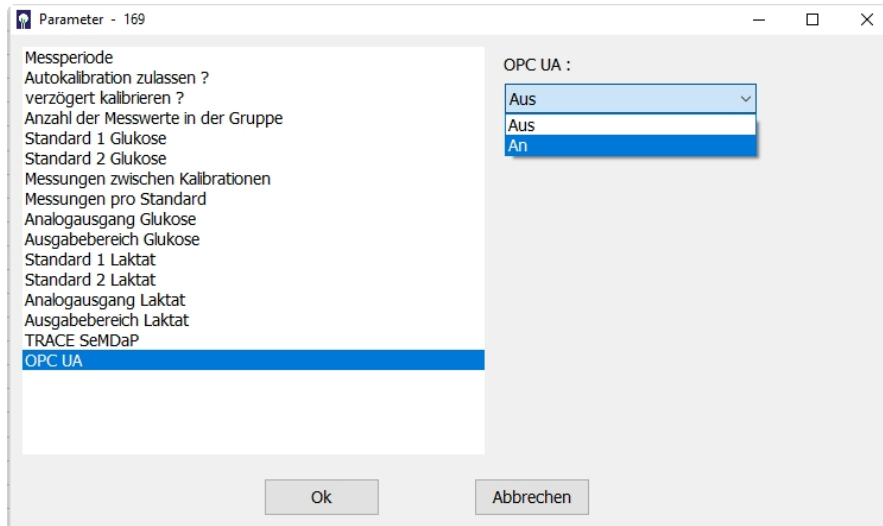 Parameter - 169
Messperiode
Autokalibration zulassen ?
verzögert kalibrieren ?
Anzahl der Messwerte in der Gruppe
Standard 1 Glukose
Standard 2 Glukose
Messungen zwischen Kalibrationen
Messungen pro Standard
Analogausgang Glukose
Ausgabebereich Glukose
Standard 1 Laktat
Standard 2 Laktat
Analogausgang Laktat
Ausgabebereich Laktat
TRACE SeMDaP
OPC UA
OPC UA :
Aus
Aus
An
Ok
Abbrechen